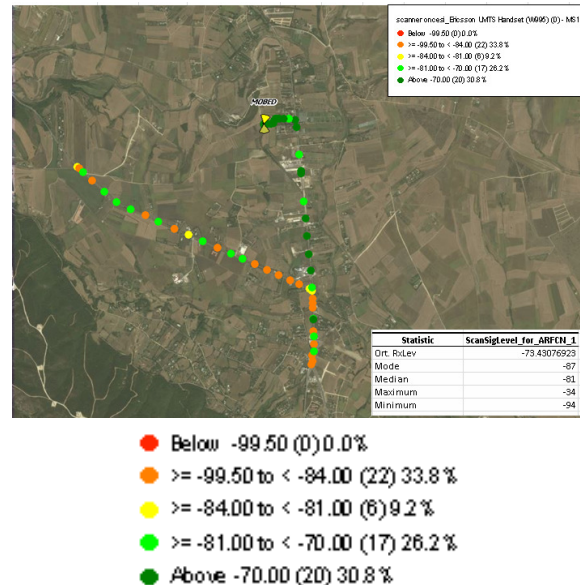 scanner oncesi_Ericsson UMTS Handset (W995) (0) - MS1
Below -99.50 (0) 0.0%
>= -99.50 to < -84.00 (22) 33.8%
>= -84.00 to < -81.00 (6) 9.2%
>= -81.00 to < -70.00 (17) 26.2%
Above -70.00 (20) 30.8%
MOBED
Statistic ScanSigLevel_for_ARFCN_1
Ort. RxLev -73.43076923
Mode -87
Median -81
Maximum -34
Minimum -94
Below -99.50 (0) 0.0%
>= -99.50 to < -84.00 (22) 33.8%
>= -84.00 to < -81.00 (6) 9.2%
>= -81.00 to < -70.00 (17) 26.2%
Above -70.00 (20) 30.8%